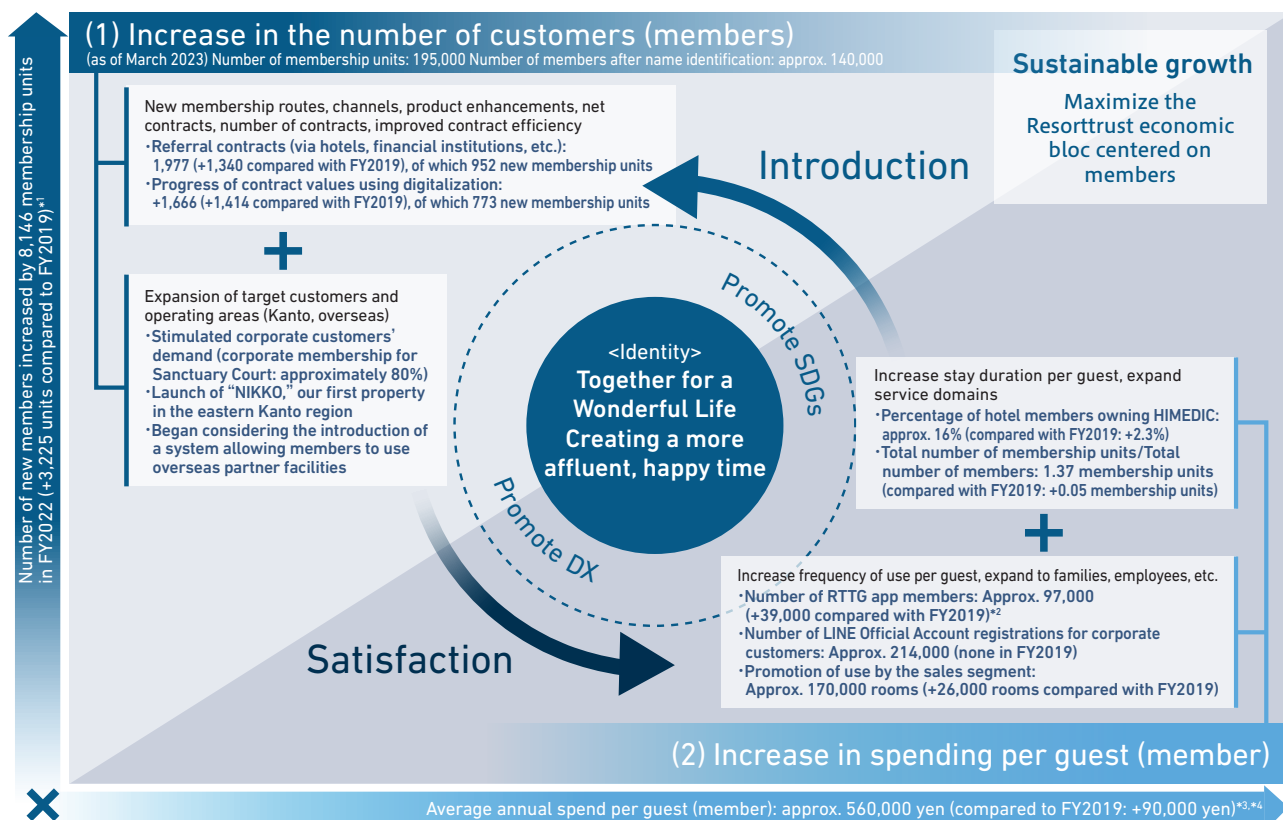 (1) Increase in the number of customers (members)
(as of March 2023) Number of membership units: 195,000 Number of members after name identification: approx. 140,000
Sustainable growth
Maximize the
Resorttrust economic
bloc centered on
members
Number of new members increased by 8,146 membership units
in FY2022 (+3,225 units compared to FY2019)*1
New membership routes, channels, product enhancements, net
contracts, number of contracts, improved contract efficiency
・Referral contracts (via hotels, financial institutions, etc.):
1,977 (+1,340 compared with FY2019), of which 952 new membership units
・Progress of contract values using digitalization:
+1,666 (+1,414 compared with FY2019), of which 773 new membership units
+
Expansion of target customers and
operating areas (Kanto, overseas)
・Stimulated corporate customers'
demand (corporate membership for
Sanctuary Court: approximately 80%)
・Launch of “NIKKO,” our first property
in the eastern Kanto region
・Began considering the introduction of
a system allowing members to use
overseas partner facilities
Introduction
Promote SDGs
<Identity>
Together for a
Wonderful Life
Creating a more
affluent, happy time
Promote DX
Satisfaction
Increase stay duration per guest, expand
service domains
・Percentage of hotel members owning HIMEDIC:
approx. 16% (compared with FY2019: +2.3%)
・Total number of membership units/Total
number of members: 1.37 membership units
(compared with FY2019: +0.05 membership units)
+
Increase frequency of use per guest, expand to families, employees, etc.
・Number of RTTG app members: Approx. 97,000
(+39,000 compared with FY2019)*2
・Number of LINE Official Account registrations for corporate
customers: Approx. 214,000 (none in FY2019)
・Promotion of use by the sales segment:
Approx. 170,000 rooms (+26,000 rooms compared with FY2019)
(2) Increase in spending per guest (member)
×
Average annual spend per guest (member): approx. 560,000 yen (compared to FY2019: +90,000 yen)*3,*4